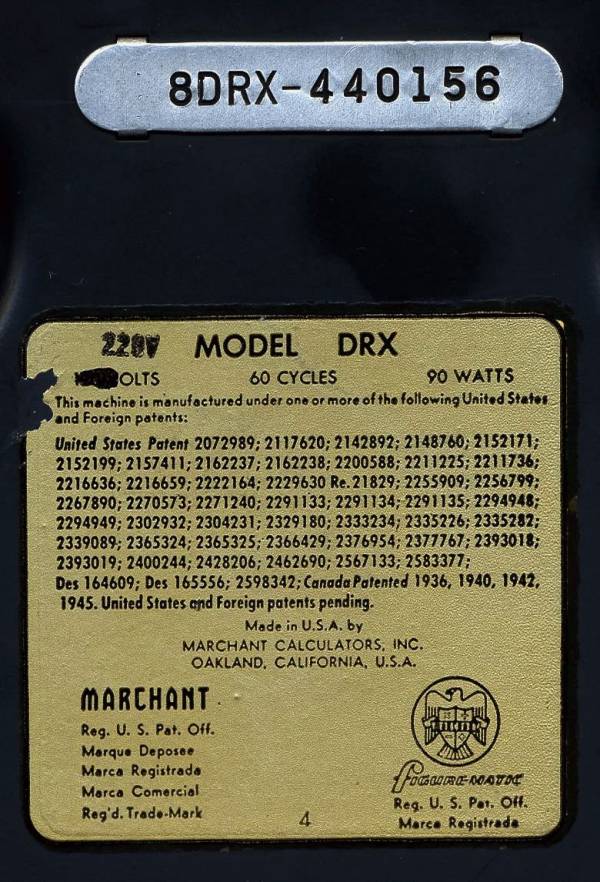 8DRX-440156
220V MODEL DRX
VOLTS 60 CYCLES 90 WATTS
This machine is manufactured under one or more of the following United States
and Foreign patents:
United States Patent 2072989; 2117620; 2142892; 2148760; 2152171;
2152199; 2157411; 2162237; 2162238; 2200588; 2211225; 2211736;
2216636; 2216659; 2222164; 2229630 Re. 21829; 2255909; 2256799;
2267890; 2270573; 2271240; 2291133; 2291134; 2291135; 2294948;
2294949; 2302932; 2304231; 2329180; 2333234; 2335226; 2335282;
2339089; 2365324; 2365325; 2366429; 2376954; 2377767; 2393018;
2393019; 2400244; 2428206; 2462690; 2567133; 2583377;
Des 164609; Des 165556; 2598342; Canada Patented 1936, 1940, 1942,
1945. United States and Foreign patents pending.
Made in U.S.A. by
MARCHANT CALCULATORS, INC.
OAKLAND, CALIFORNIA, U.S.A.
MARCHANT
Reg. U. S. Pat. Off.
Marque Deposee
Marca Registrada
Marca Comercial
Reg'd. Trade-Mark
4
FIGURE-MATIC
Reg. U. S. Pat. Off.
Marca Registrada